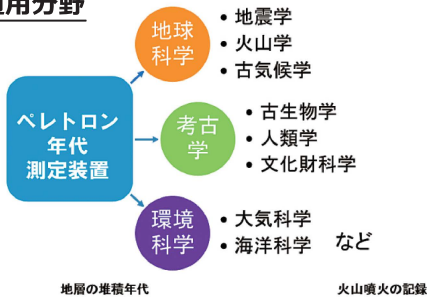 用分野
ペレトロン
年代
測定装置
地球
科学
• 地震学
• 火山学
• 古気候学
考古
学
• 古生物学
• 人類学
• 文化財科学
環境
科学
• 大気科学
• 海洋科学 など
地層の堆積年代
火山噴火の記録